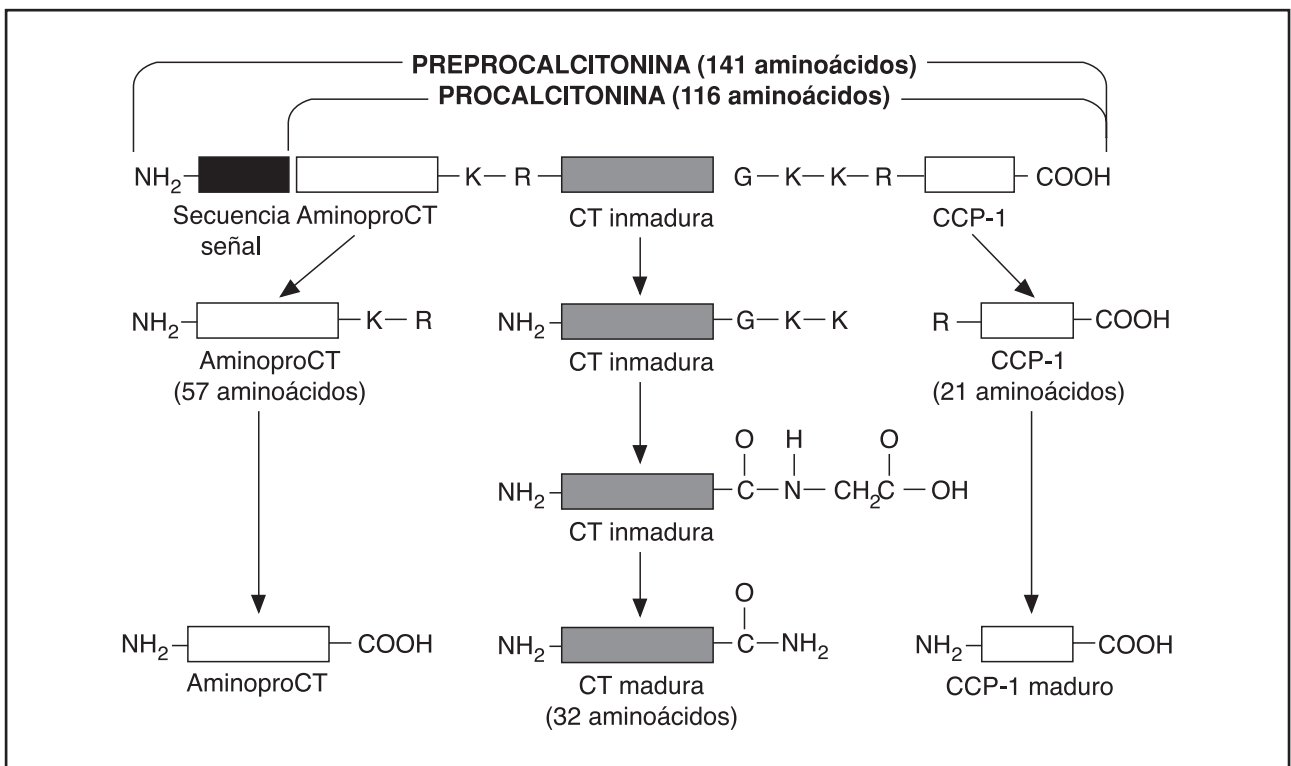 PREPROCALCITONINA (141 aminoácidos)
PROCALCITONINA (116 aminoácidos)
NH2 K R G K K R COOH
Secuencia señal
AminoproCT
CT inmadura
CCP-1
NH2 K R
AminoproCT
(57 aminoácidos)
NH2 G K K
CT inmadura
R COOH
CCP-1
(21 aminoácidos)
O H O
NH2 C N CH2C OH
CT inmadura
NH2 COOH
AminoproCT
O
NH2 C NH2
CT madura
(32 aminoácidos)
NH2 COOH
CCP-1 maduro